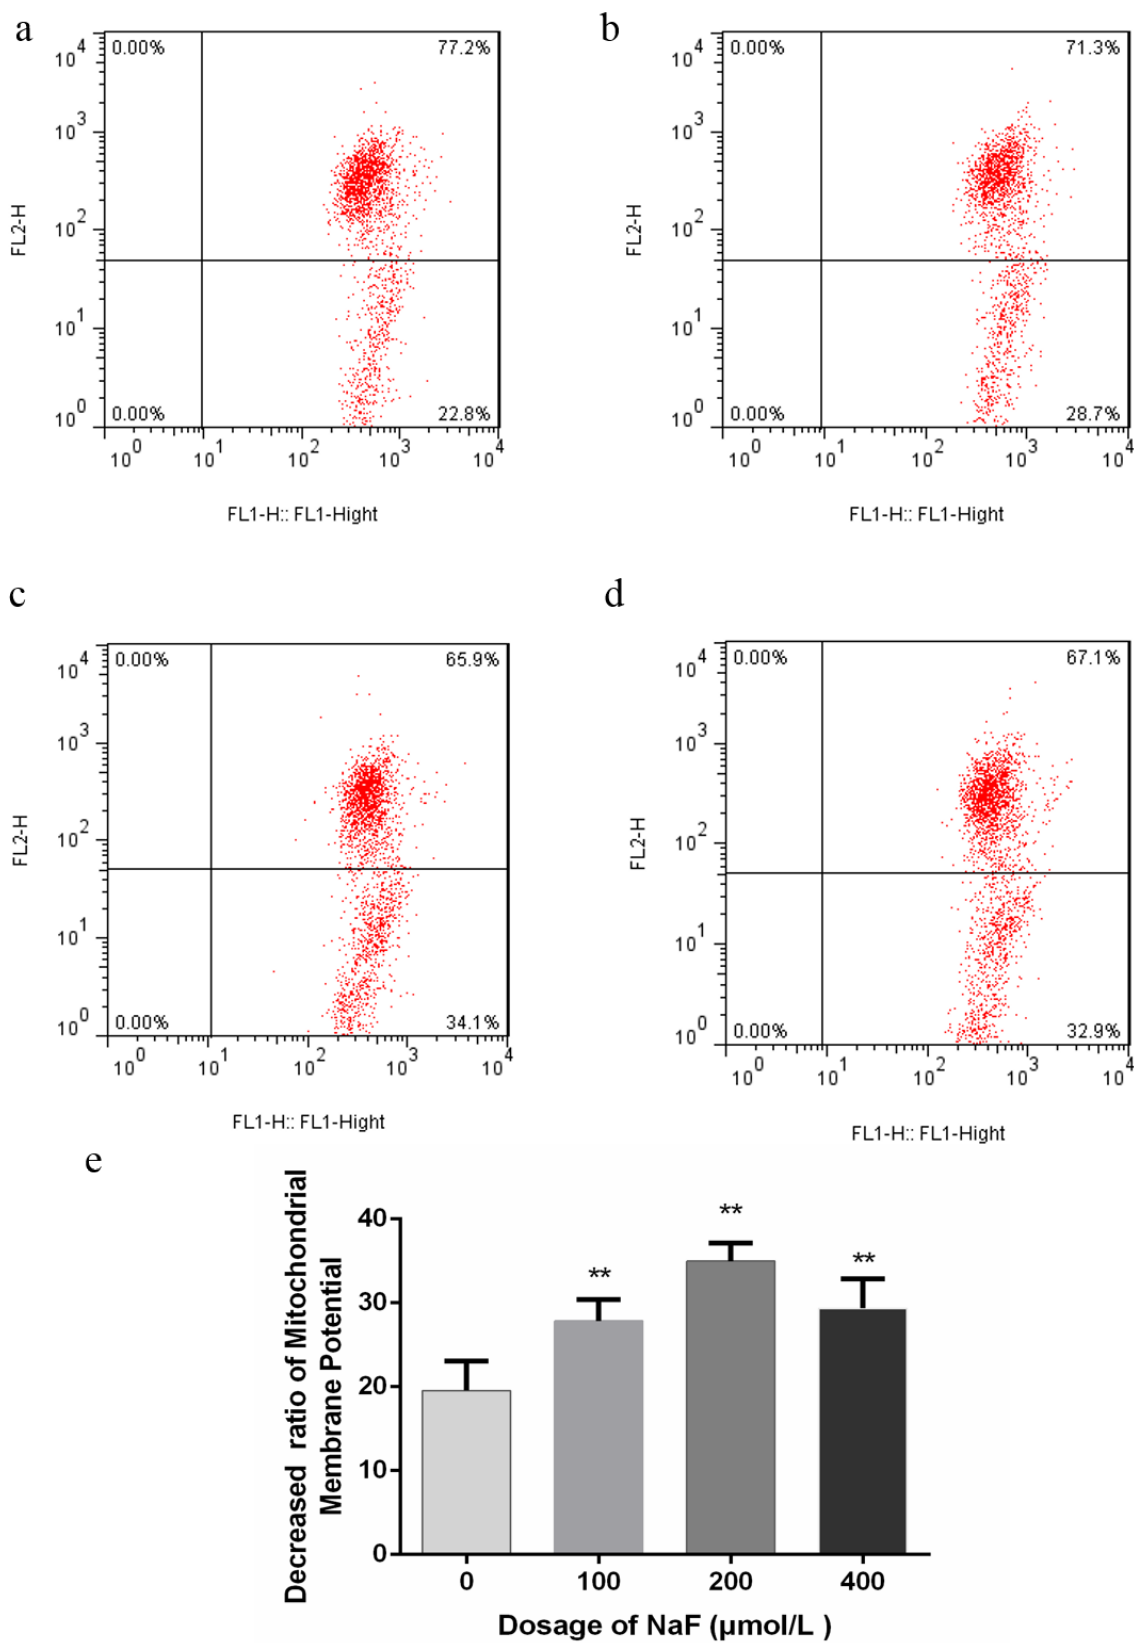 a
b
0.00% 77.2%
0.00% 71.3%
10^4
10^3
10^2
10^1
10^0
FL2-H
0.00% 22.8%
10^0 10^1 10^2 10^3 10^4
FL1-H:: FL1-Hight
10^4
10^3
10^2
10^1
10^0
FL2-H
0.00% 28.7%
10^0 10^1 10^2 10^3 10^4
FL1-H:: FL1-Hight
c
d
0.00% 65.9%
0.00% 67.1%
10^4
10^3
10^2
10^1
10^0
FL2-H
0.00% 34.1%
10^0 10^1 10^2 10^3 10^4
FL1-H:: FL1-Hight
10^4
10^3
10^2
10^1
10^0
FL2-H
0.00% 32.9%
10^0 10^1 10^2 10^3 10^4
FL1-H:: FL1-Hight
e
Decreased ratio of Mitochondrial
Membrane Potential
40
30
20
10
0
**
**
**
0 100 200 400
Dosage of NaF (μmol/L )